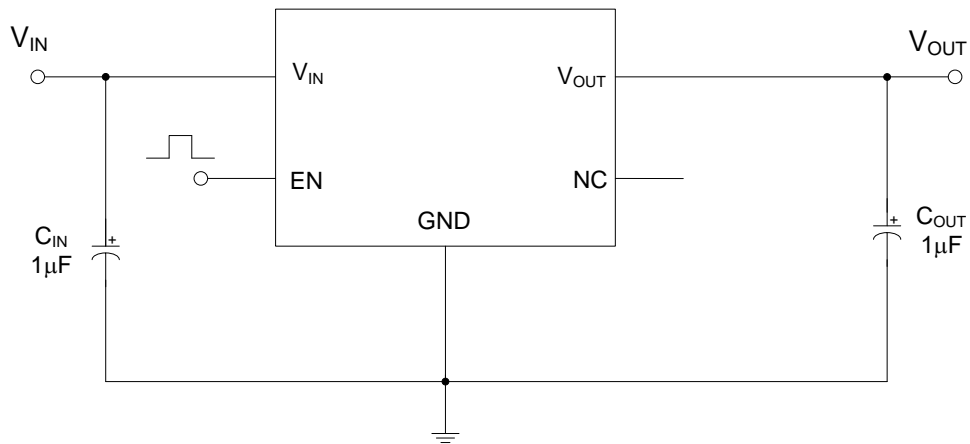 VIN
VOUT
VIN
VOUT
EN
NC
GND
CIN
1μF
+
COUT
1μF
+